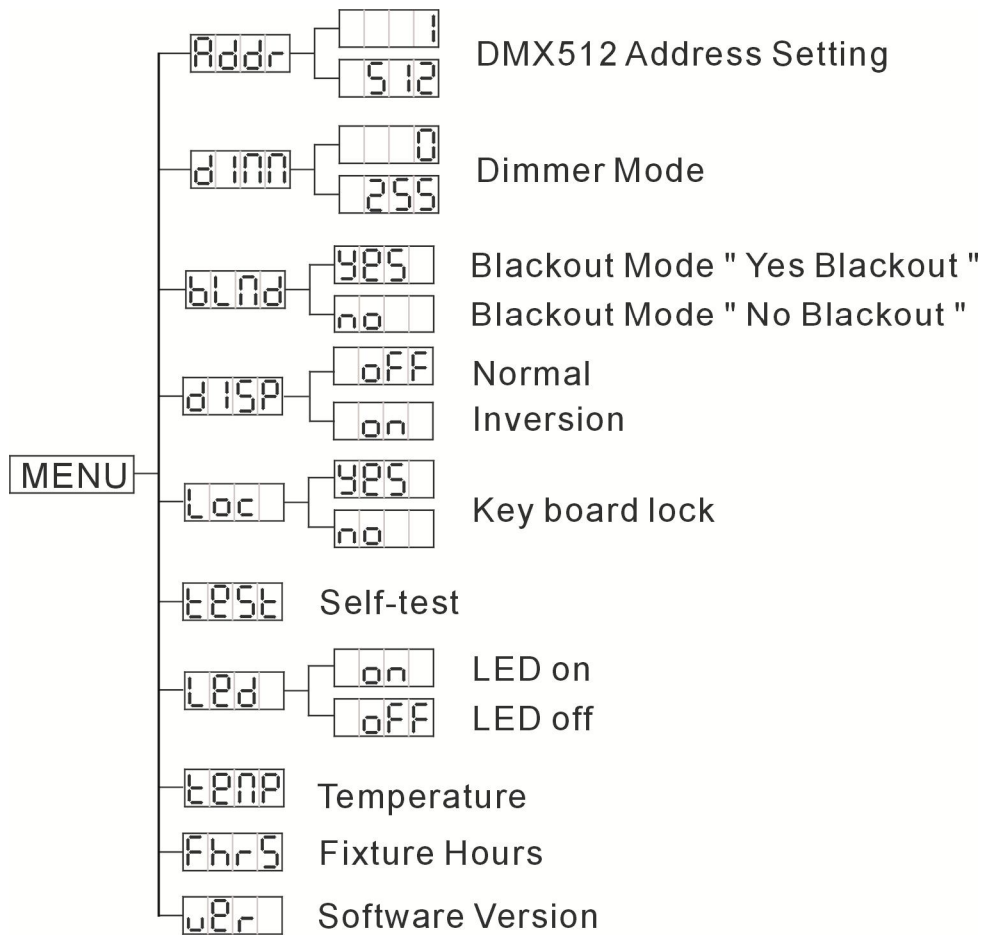 1
Addr
DMX512 Address Setting
512
0
dIMM
Dimmer Mode
255
yes
Blackout Mode " Yes Blackout "
bLMd
no
Blackout Mode " No Blackout "
oFF
Normal
dISP
on
Inversion
MENU
yes
Loc
Key board lock
no
test
Self-test
on
LED on
Led
oFF
LED off
teMP
Temperature
FhrS
Fixture Hours
ver
Software Version